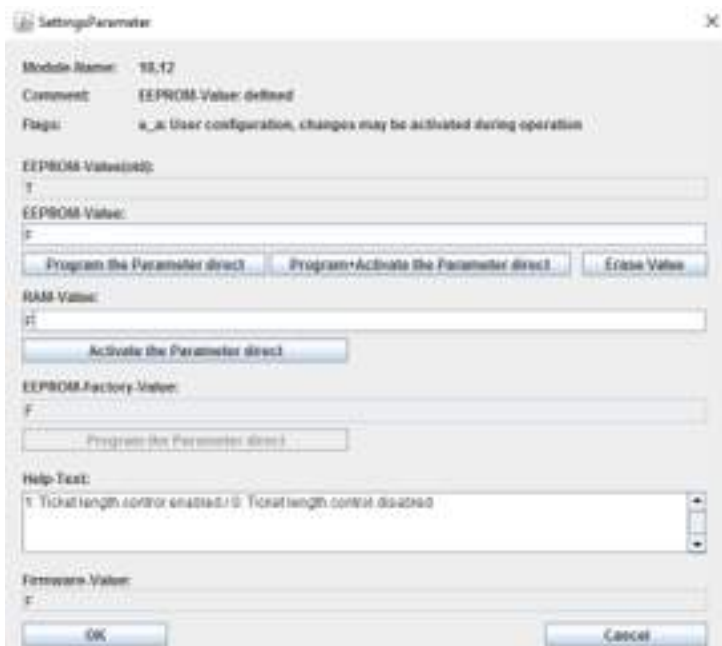 SettingsParameter
Module-Name: 10.12
Comment: EEPROM-Value: defined
Flags: a_a: User configuration, changes may be activated during operation
EEPROM-Value(old):
T
EEPROM-Value:
F
Program the Parameter direct Program+Activate the Parameter direct Erase Value
RAM-Value:
F
Activate the Parameter direct
EEPROM-Factory-Value:
F
Program the Parameter direct
Help-Text:
1: Ticket length control enabled / 0: Ticket length control disabled
Firmware-Value:
F
OK Cancel